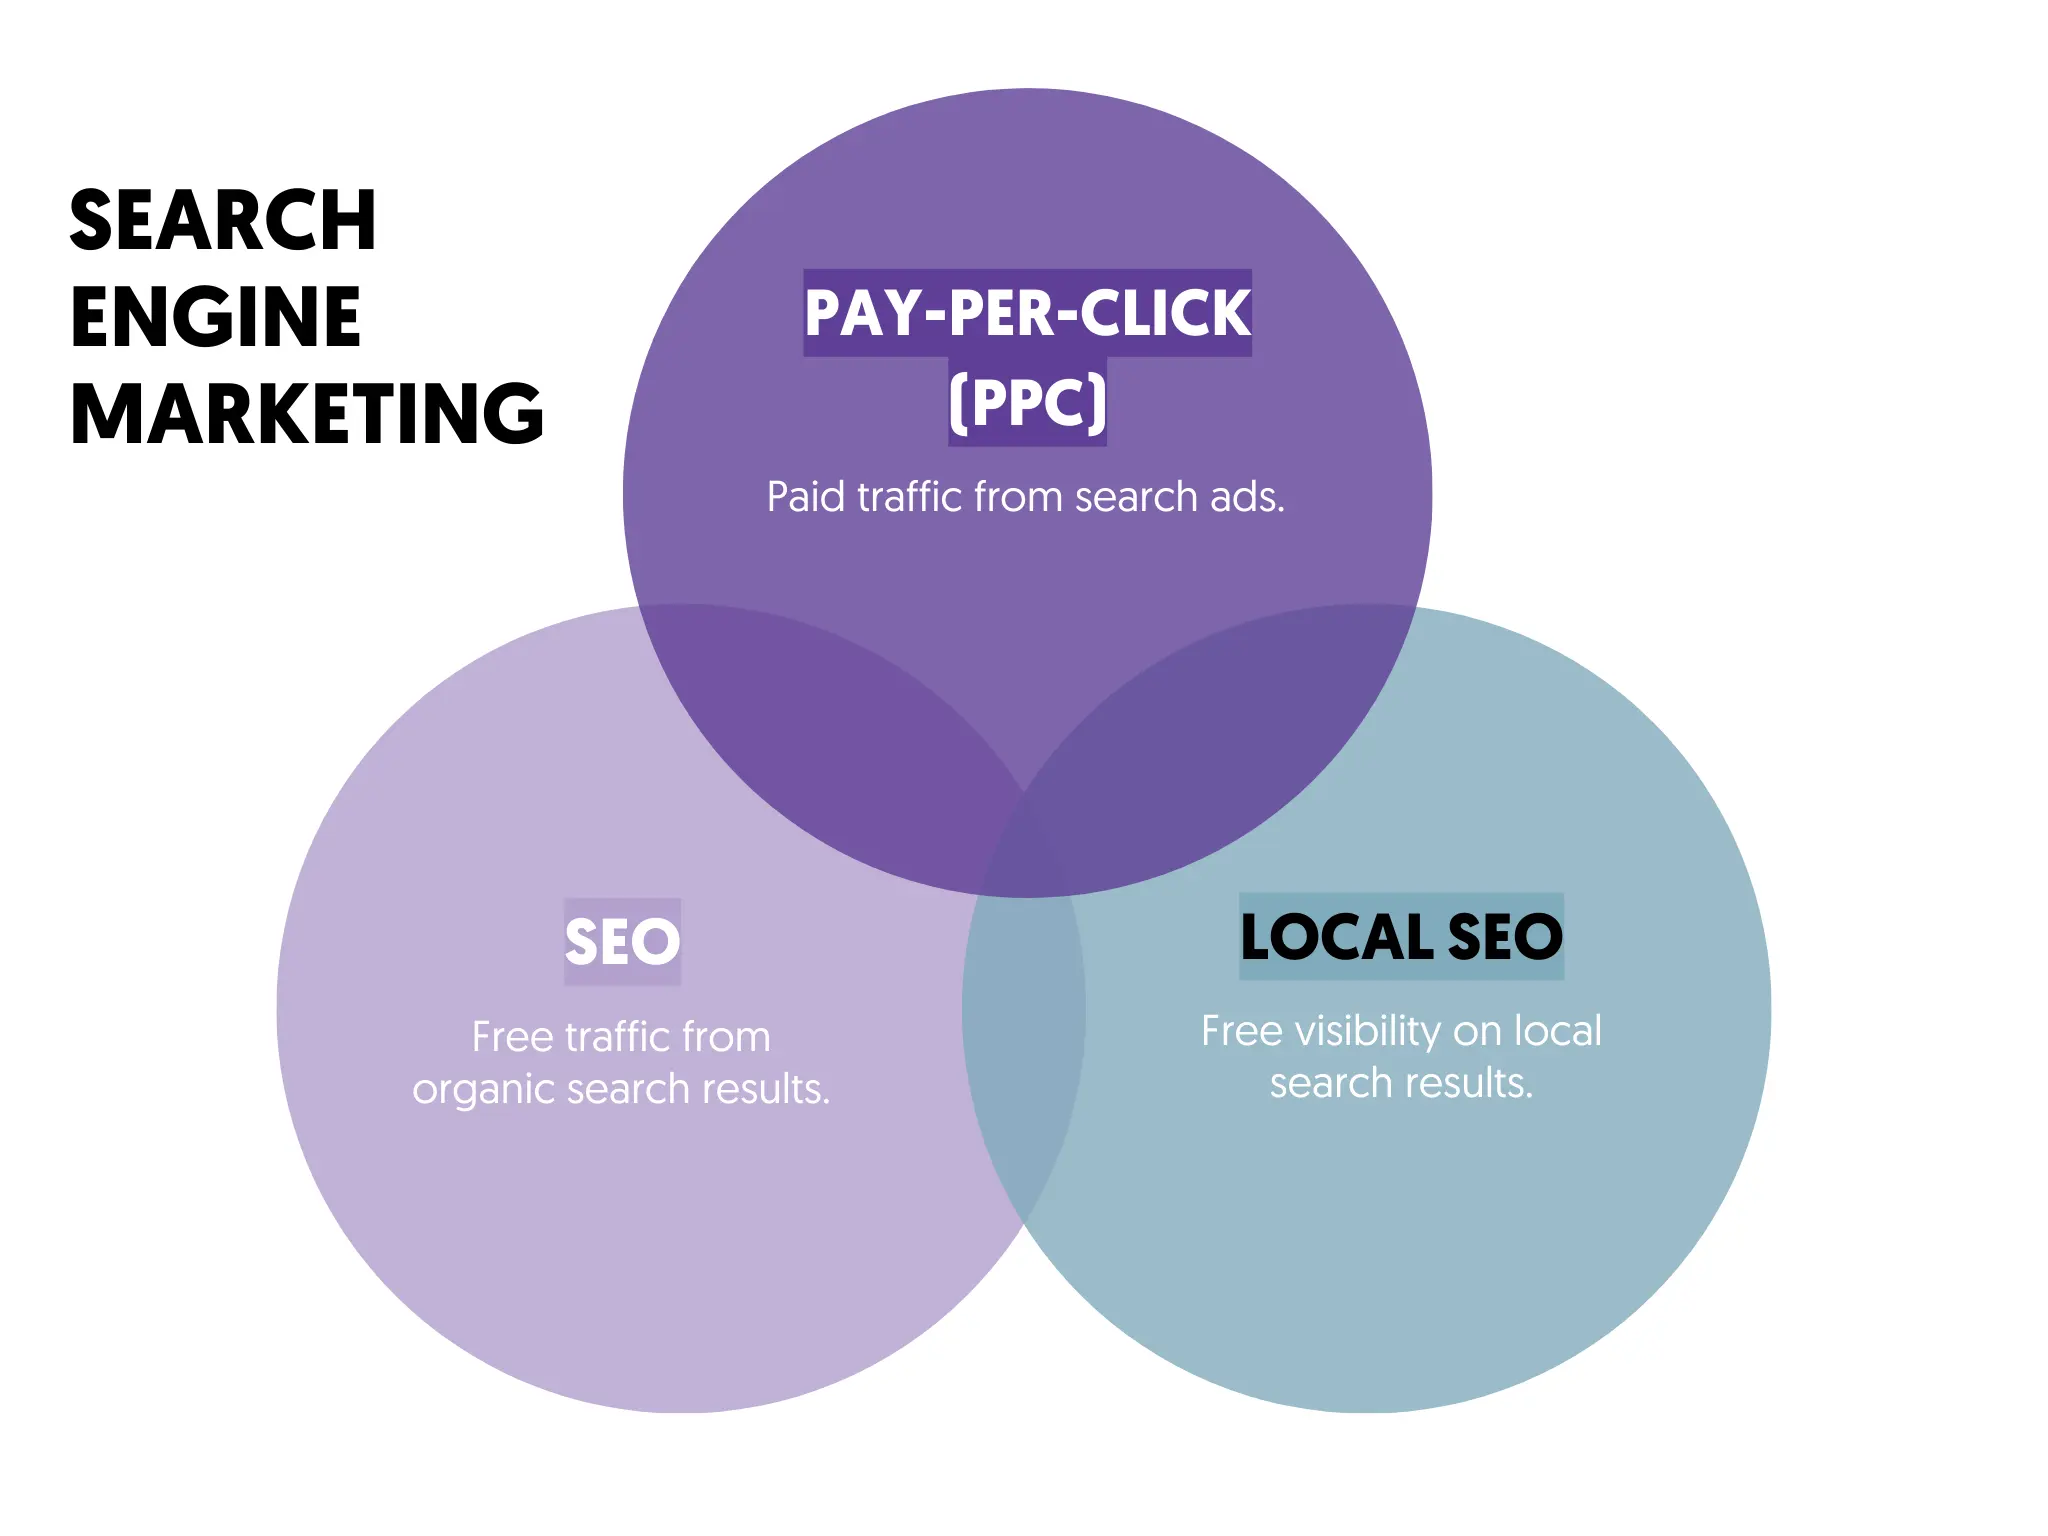 SEARCH
ENGINE
MARKETING
PAY-PER-CLICK
(PPC)
Paid traffic from search ads.
SEO
Free traffic from
organic search results.
LOCAL SEO
Free visibility on local
search results.